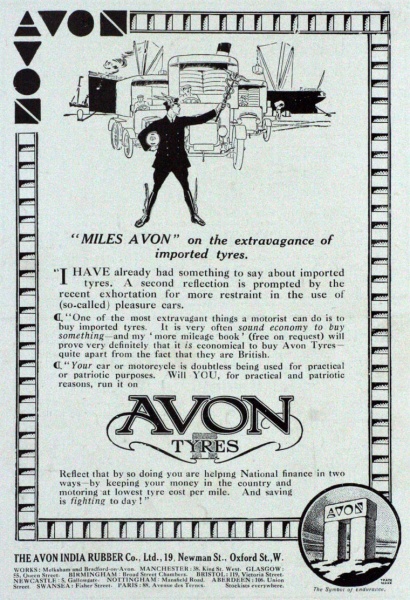 AVON
AVON
"MILES AVON" on the extravagance of
imported tyres.
"I HAVE already had something to say about imported
tyres. A second reflection is prompted by the
recent exhortation for more restraint in the use of
(so-called) pleasure cars.
❡ "One of the most extravagant things a motorist can do is to
buy imported tyres. It is very often sound economy to buy
something—and my 'more mileage book' (free on request) will
prove very definitely that it is economical to buy Avon Tyres—
quite apart from the fact that they are British.
❡ "Your car or motorcycle is doubtless being used for practical
or patriotic purposes. Will YOU, for practical and patriotic
reasons, run it on
AVON
TYRES
Reflect that by so doing you are helping National finance in two
ways—by keeping your money in the country and
motoring at lowest tyre cost per mile. And saving
is fighting to day!"
AVON
TRADE MARK
The Symbol of endurance.
THE AVON INDIA RUBBER Co., Ltd., 19, Newman St., Oxford St., W.
WORKS: Melksham and Bradford-on-Avon. MANCHESTER: 38, King St. West. GLASGOW:
55, Queen Street. BIRMINGHAM: Broad Street Chambers. BRISTOL: 119, Victoria Street.
NEWCASTLE: 5, Gallowgate. NOTTINGHAM: Mansfield Road. ABERDEEN: 106, Union
Street. SWANSEA: Fisher Street. PARIS: 89, Avenue des Ternes. Stockists everywhere.